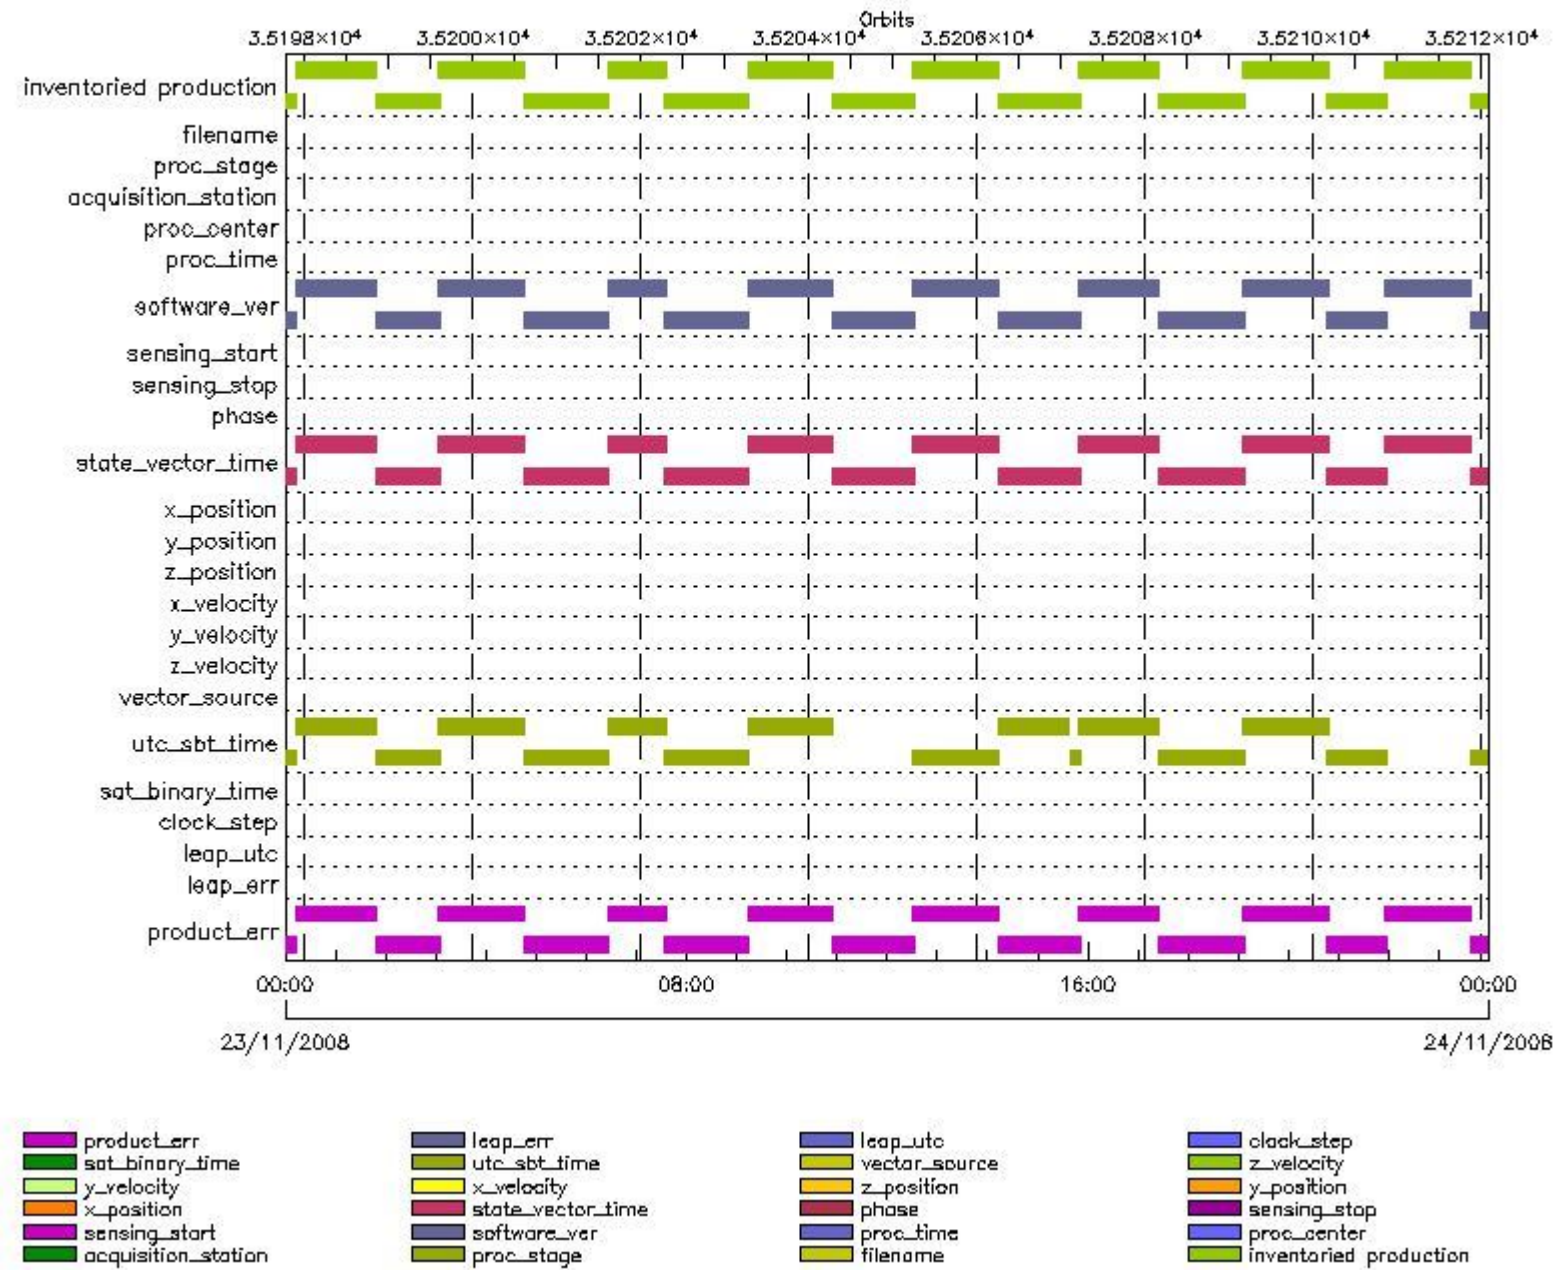 Orbits
3.5198×10⁴ 3.5200×10⁴ 3.5202×10⁴ 3.5204×10⁴ 3.5206×10⁴ 3.5208×10⁴ 3.5210×10⁴ 3.5212×10⁴
inventoried production
filename
proc_stage
acquisition_station
proc_center
proc_time
software_ver
sensing_start
sensing_stop
phase
state_vector_time
x_position
y_position
z_position
x_velocity
y_velocity
z_velocity
vector_source
utc_sbt_time
sat_binary_time
clock_step
leap_utc
leap_err
product_err
00:00 08:00 16:00 00:00
23/11/2008 24/11/2008
product_err leap_err leap_utc clock_step
sat_binary_time utc_sbt_time vector_source z_velocity
y_velocity x_velocity z_position y_position
x_position state_vector_time phase sensing_stop
sensing_start software_ver proc_time proc_center
acquisition_station proc_stage filename inventoried production